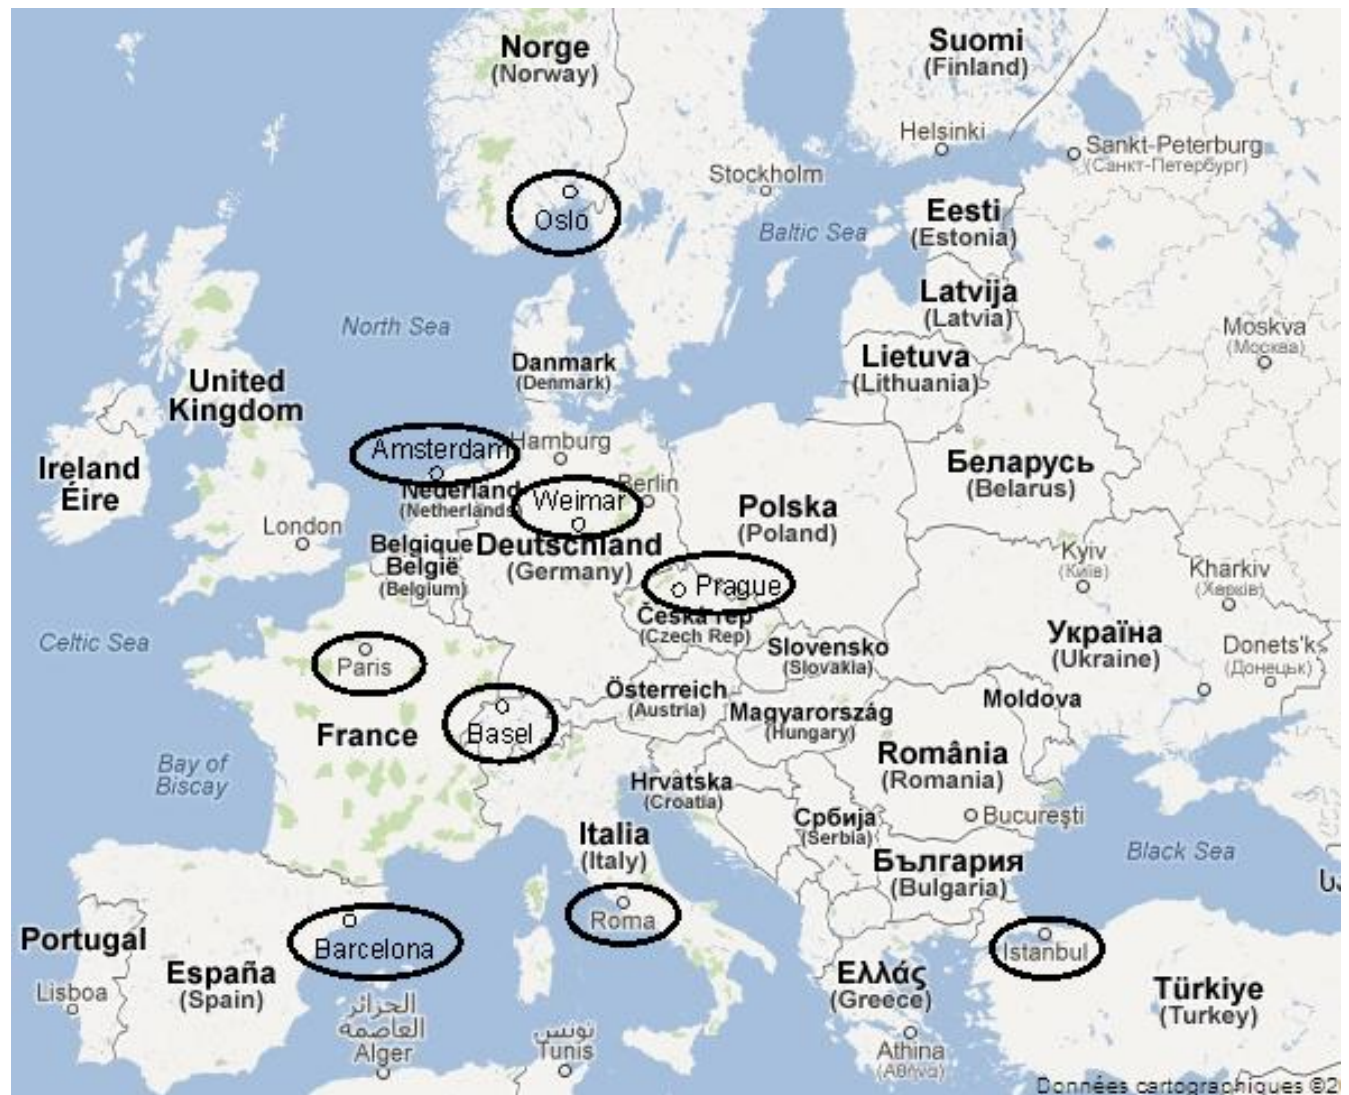 Norge
(Norway)
Suomi
(Finland)
Helsinki
Sankt-Peterburg
(Санкт-Петербург)
Stockholm
Oslo
Eesti
(Estonia)
Baltic Sea
Latvija
(Latvia)
North Sea
Moskva
(Москва)
Danmark
(Denmark)
Lietuva
(Lithuania)
United
Kingdom
Amsterdam
Hamburg
Ireland
Éire
Беларусь
(Belarus)
Nederland
(Netherlands)
Weimar
Berlin
Polska
(Poland)
London
Belgique
België
(Belgium)
Deutschland
(Germany)
Kyiv
(Київ)
Kharkiv
(Харків)
Prague
Česká rep
(Czech Rep)
Celtic Sea
Україна
(Ukraine)
Donets'k
(Донецьк)
Paris
Slovensko
(Slovakia)
Österreich
(Austria)
Moldova
Magyarország
(Hungary)
France
Basel
Bay of
Biscay
România
(Romania)
Hrvatska
(Croatia)
Србија
(Serbia)
București
Italia
(Italy)
Black Sea
България
(Bulgaria)
Roma
Barcelona
Istanbul
Portugal
España
(Spain)
Lisboa
الجزائر
العاصمة
Alger
تونس
Tunis
Ελλάς
(Greece)
Türkiye
(Turkey)
Athina
(Αθήνα)
Données cartographiques ©2